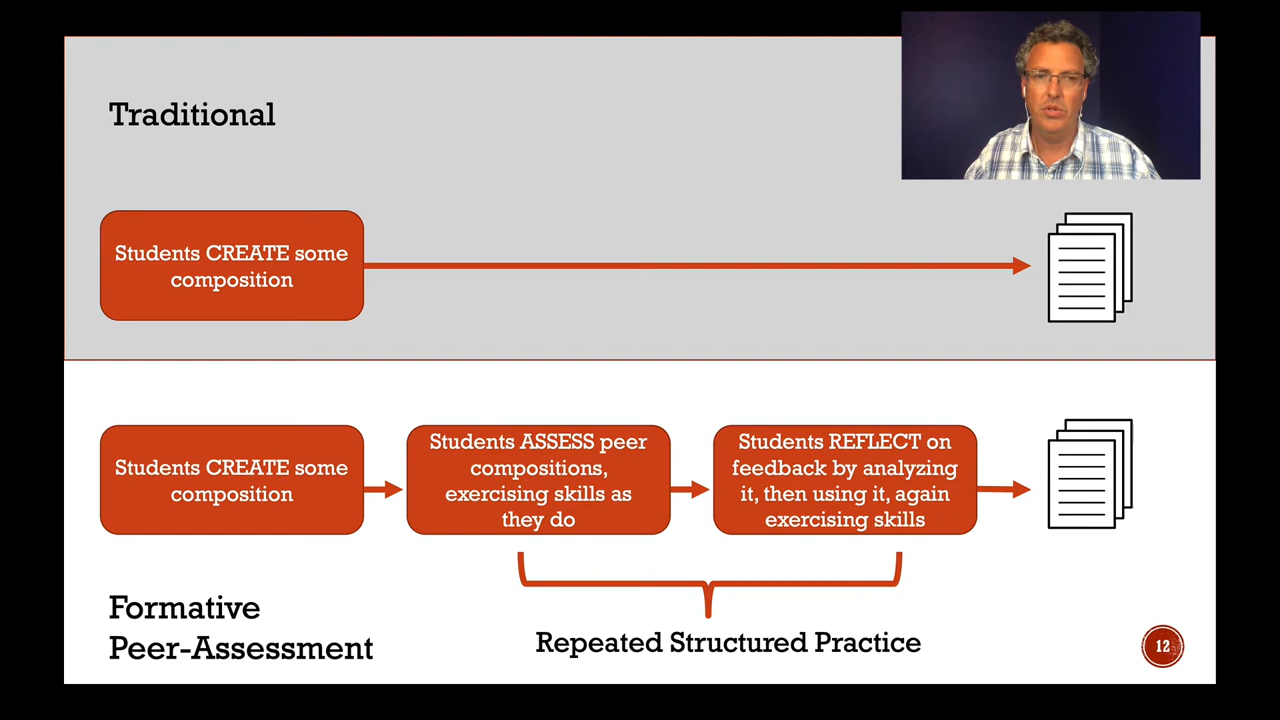 Traditional
Students CREATE some
composition
Students CREATE some
composition
Students ASSESS peer
compositions,
exercising skills as
they do
Students REFLECT on
feedback by analyzing
it, then using it, again
exercising skills
Formative
Peer-Assessment
Repeated Structured Practice
12